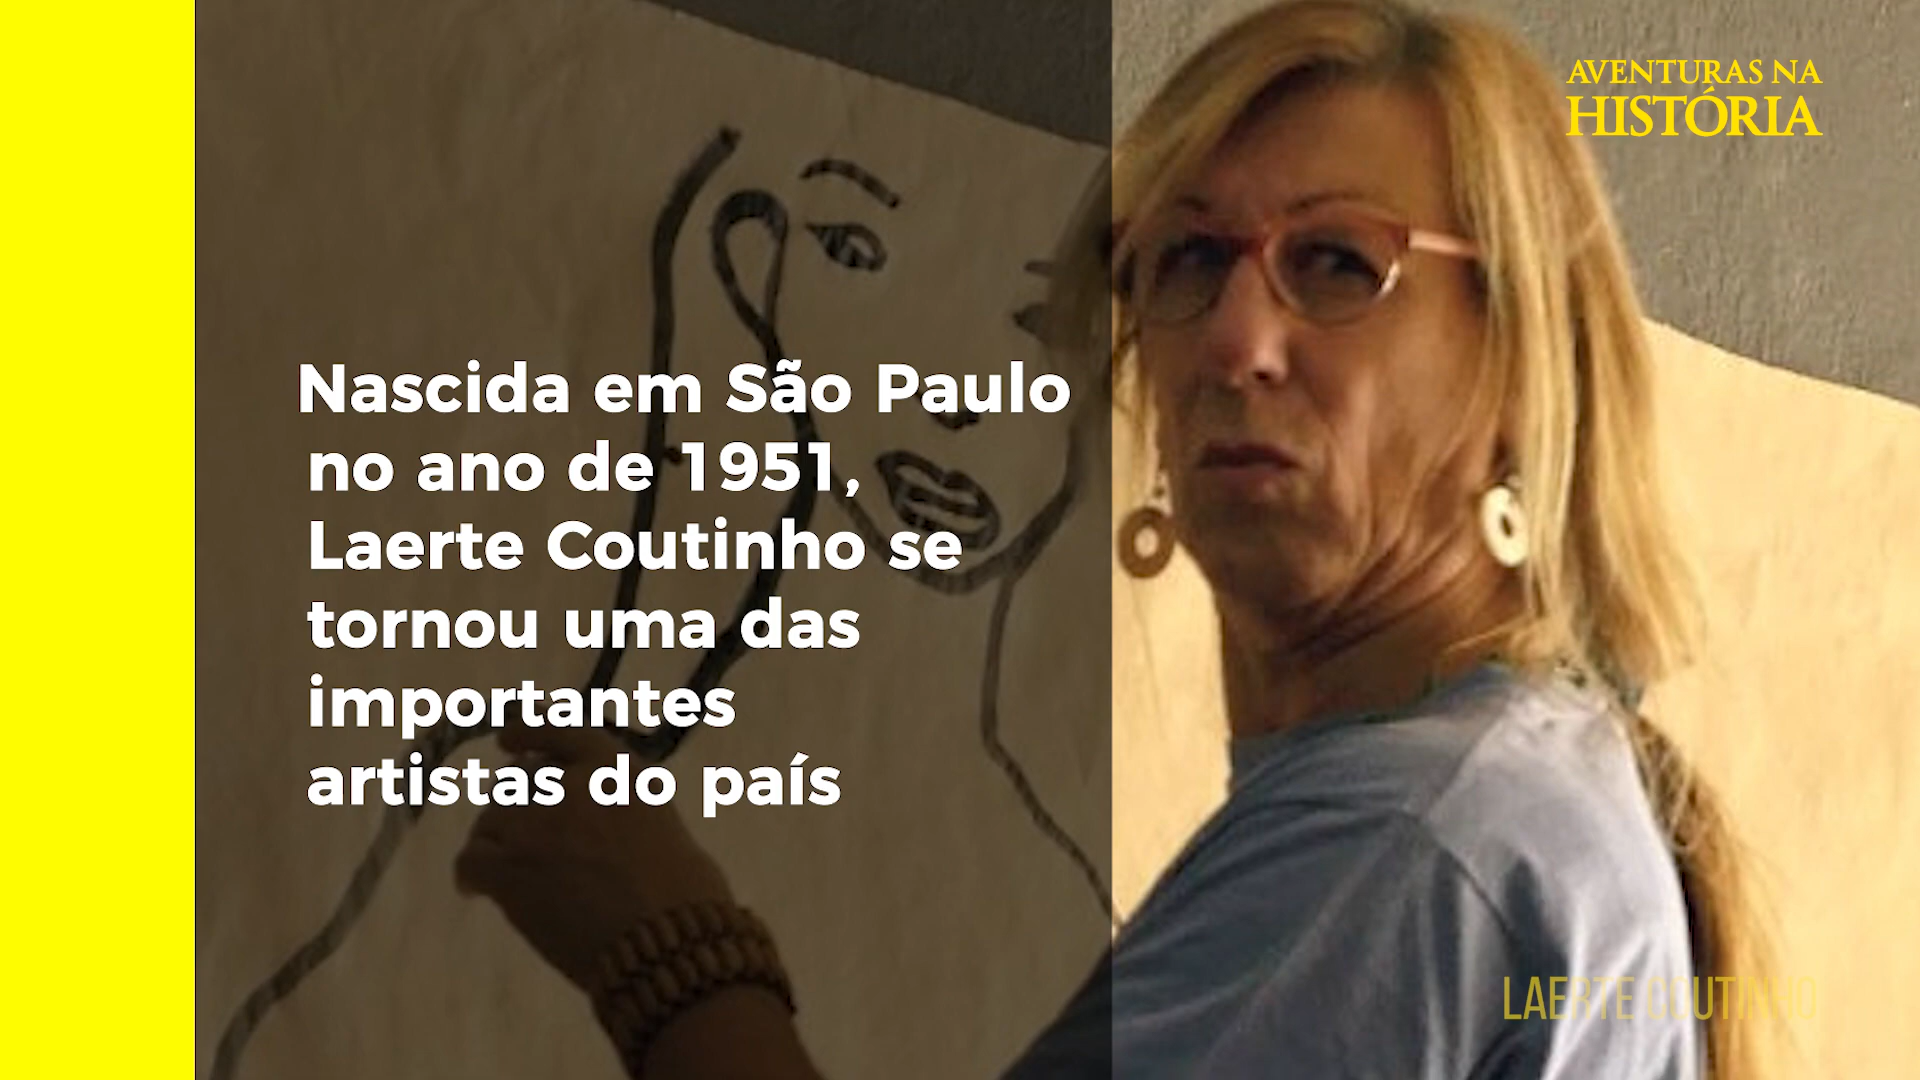 AVENTURAS NA
HISTÓRIA
Nascida em São Paulo
no ano de 1951,
Laerte Coutinho se
tornou uma das
importantes
artistas do país
LAERTE COUTINHO